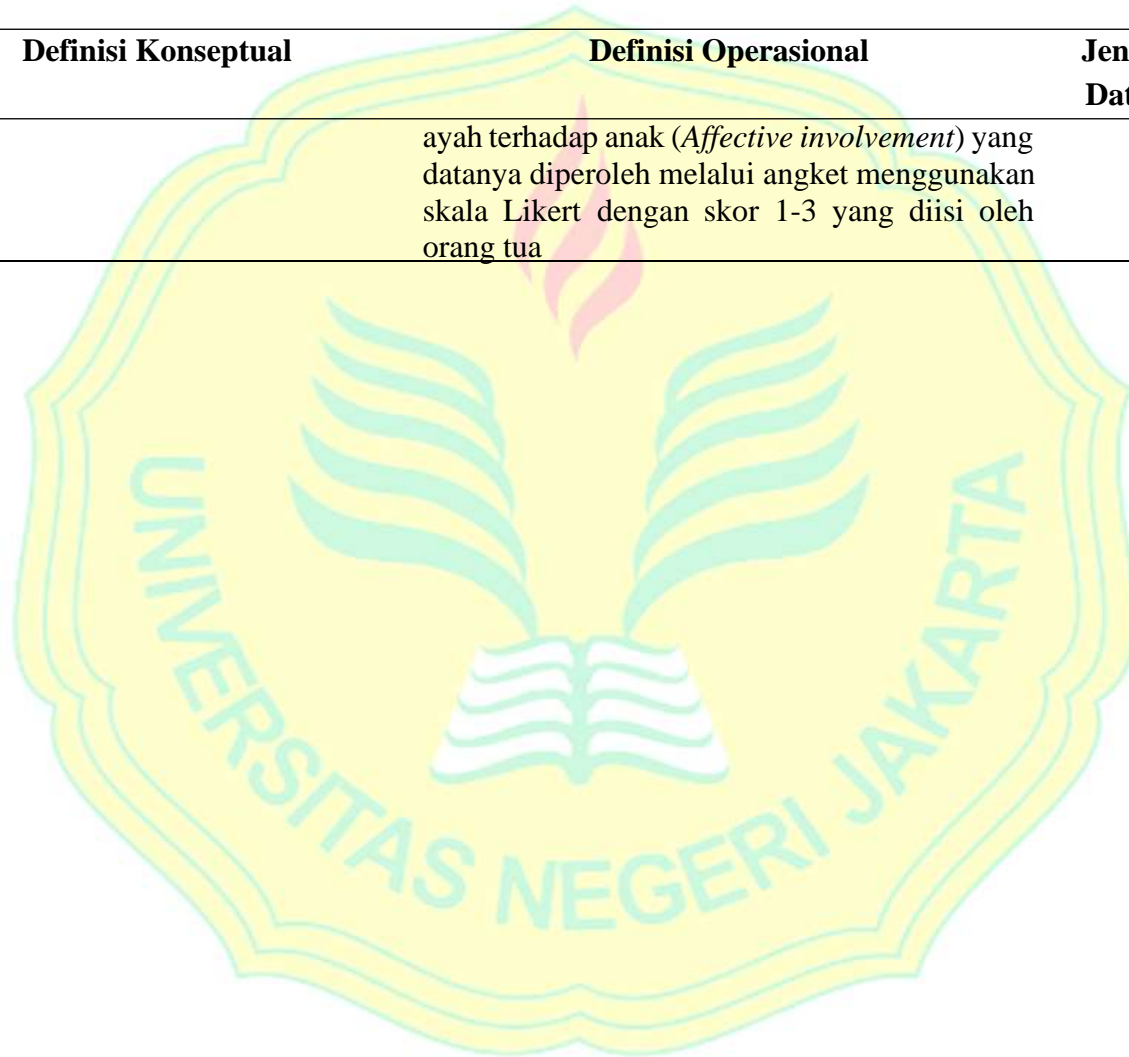 Definisi Konseptual Definisi Operasional Jen
Dat
ayah terhadap anak (Affective involvement) yang
datanya diperoleh melalui angket menggunakan
skala Likert dengan skor 1-3 yang diisi oleh
orang tua
UNIVERSITAS NEGERI JAKARTA